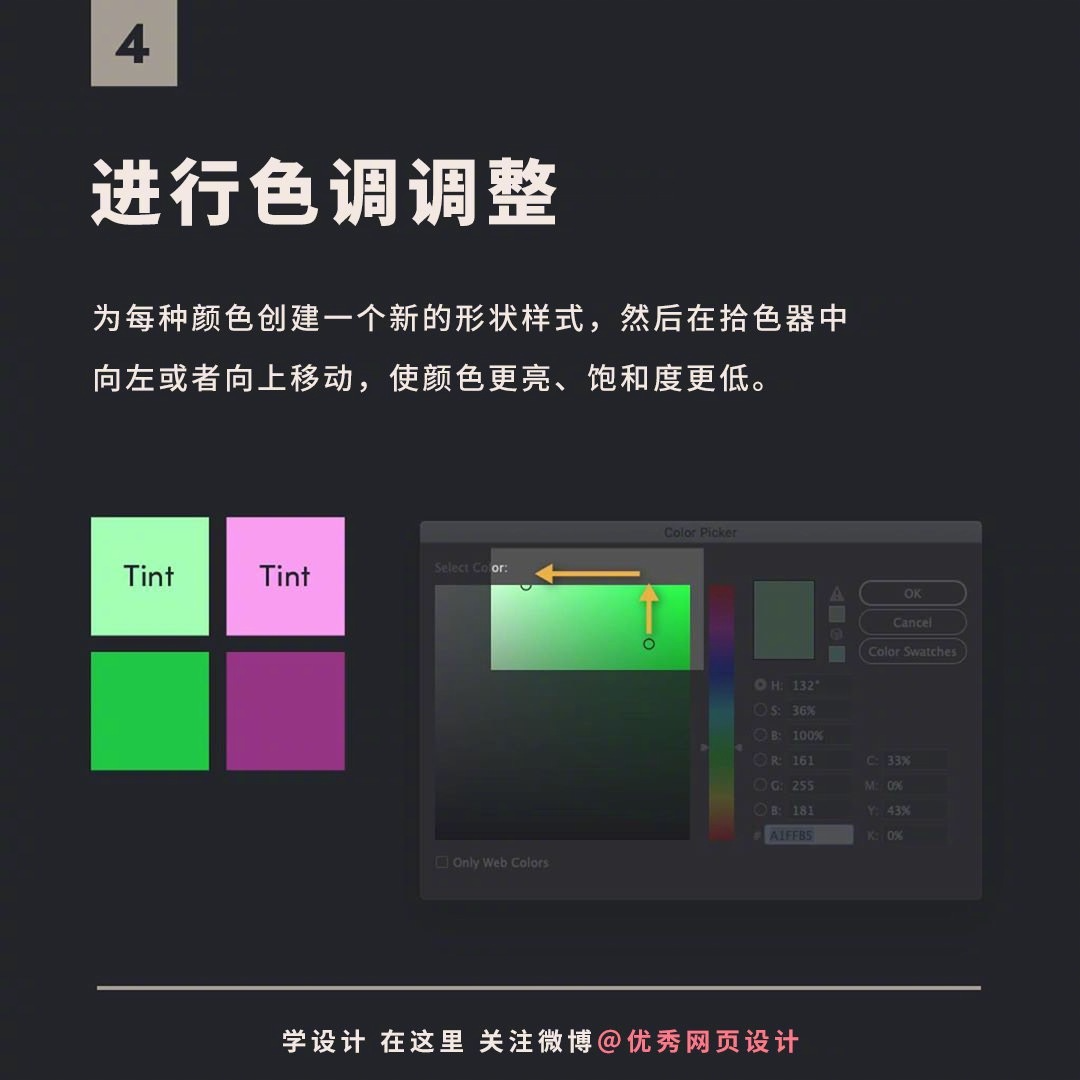 4
进行色调调整
为每种颜色创建一个新的形状样式，然后在拾色器中
向左或者向上移动，使颜色更亮、饱和度更低。
Tint
Tint
Color Picker
Select Color:
OK
Cancel
Color Swatches
H: 132°
S: 36%
B: 100%
R: 161
G: 255
B: 181
# A1FFB5
C: 33%
M: 0%
Y: 43%
K: 0%
Only Web Colors
学设计 在这里 关注微博@优秀网页设计